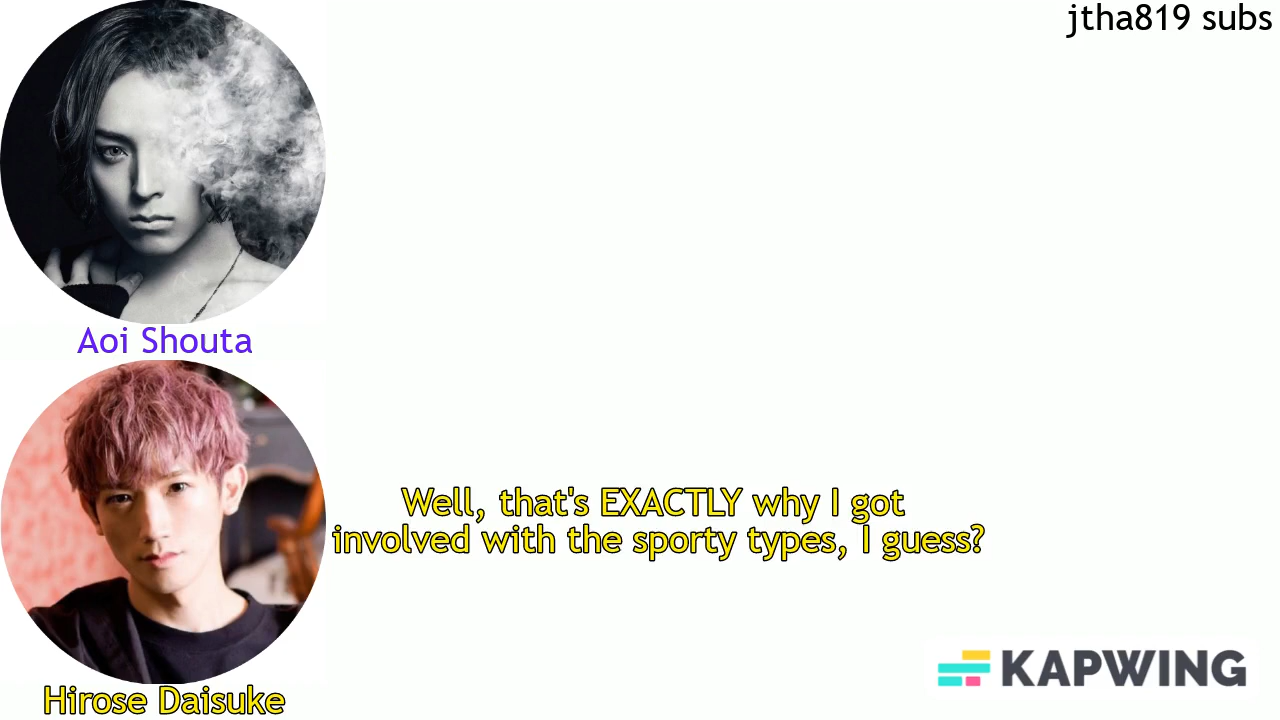 jtha819 subs
Aoi Shouta
Well, that's EXACTLY why I got
involved with the sporty types, I guess?
KAPWING
Hirose Daisuke